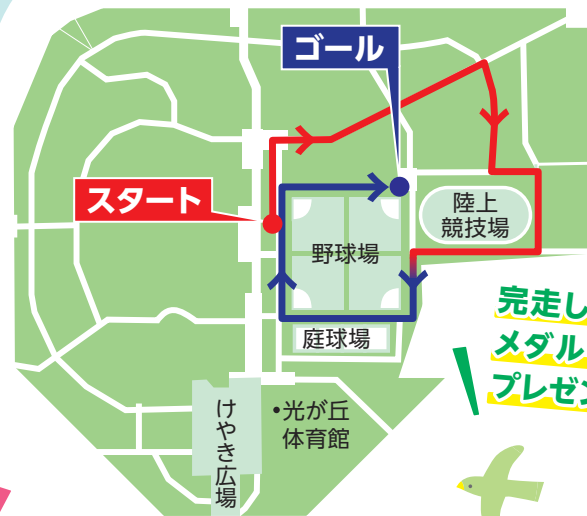 ゴール
スタート
陸上
競技場
野球場
庭球場
完走し
メダル
プレゼン
•光が丘
体育館
けやき広場